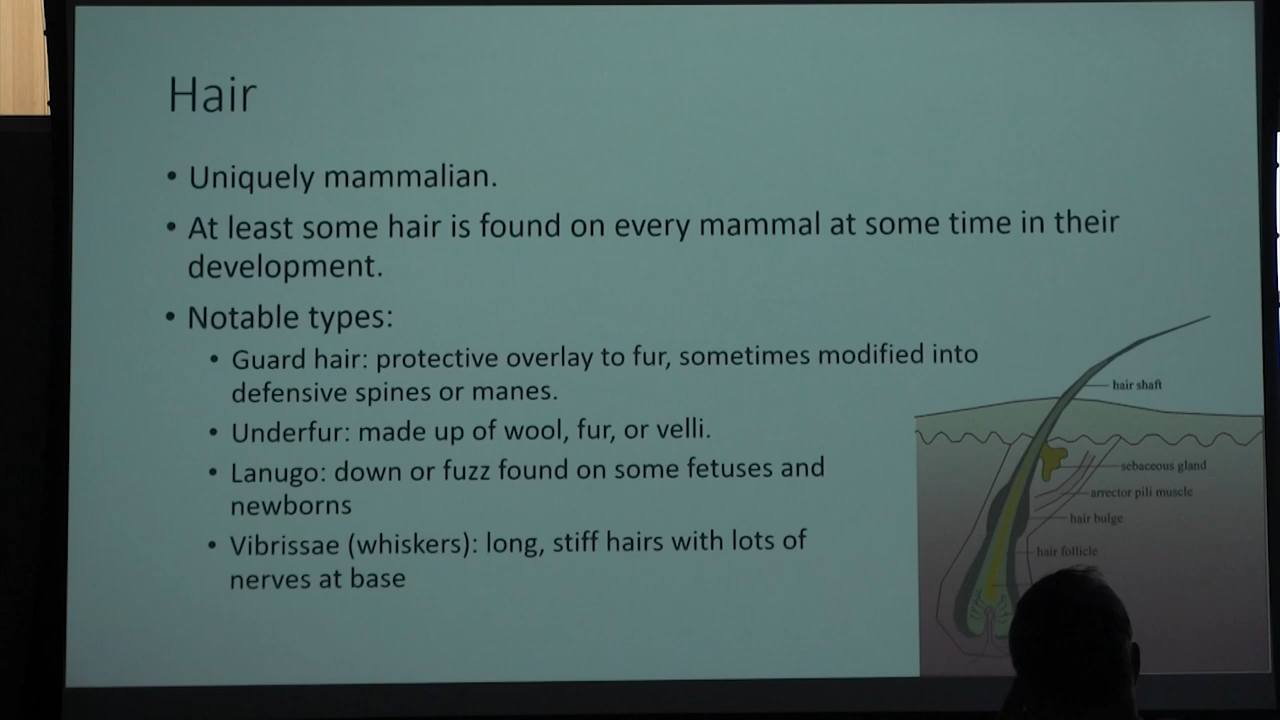 Hair
• Uniquely mammalian.
• At least some hair is found on every mammal at some time in their
development.
• Notable types:
• Guard hair: protective overlay to fur, sometimes modified into
defensive spines or manes.
• Underfur: made up of wool, fur, or velli.
• Lanugo: down or fuzz found on some fetuses and
newborns
• Vibrissae (whiskers): long, stiff hairs with lots of
nerves at base
hair shaft
sebaceous gland
arrector pili muscle
hair bulge
hair follicle